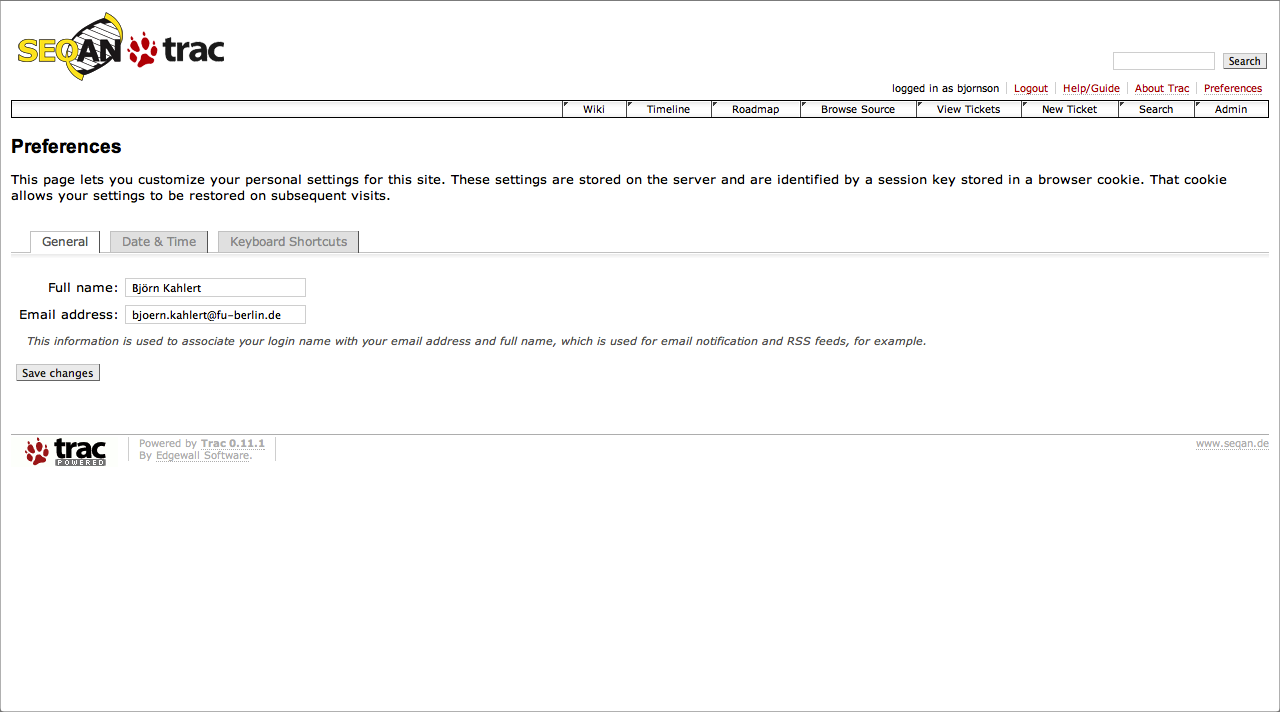 SEQAN trac
Search
logged in as bjornson Logout Help/Guide About Trac Preferences
Wiki Timeline Roadmap Browse Source View Tickets New Ticket Search Admin
Preferences
This page lets you customize your personal settings for this site. These settings are stored on the server and are identified by a session key stored in a browser cookie. That cookie
allows your settings to be restored on subsequent visits.
General Date & Time Keyboard Shortcuts
Full name: Björn Kahlert
Email address: bjoern.kahlert@fu-berlin.de
This information is used to associate your login name with your email address and full name, which is used for email notification and RSS feeds, for example.
Save changes
trac
POWERED
Powered by Trac 0.11.1
By Edgewall Software.
www.seqan.de